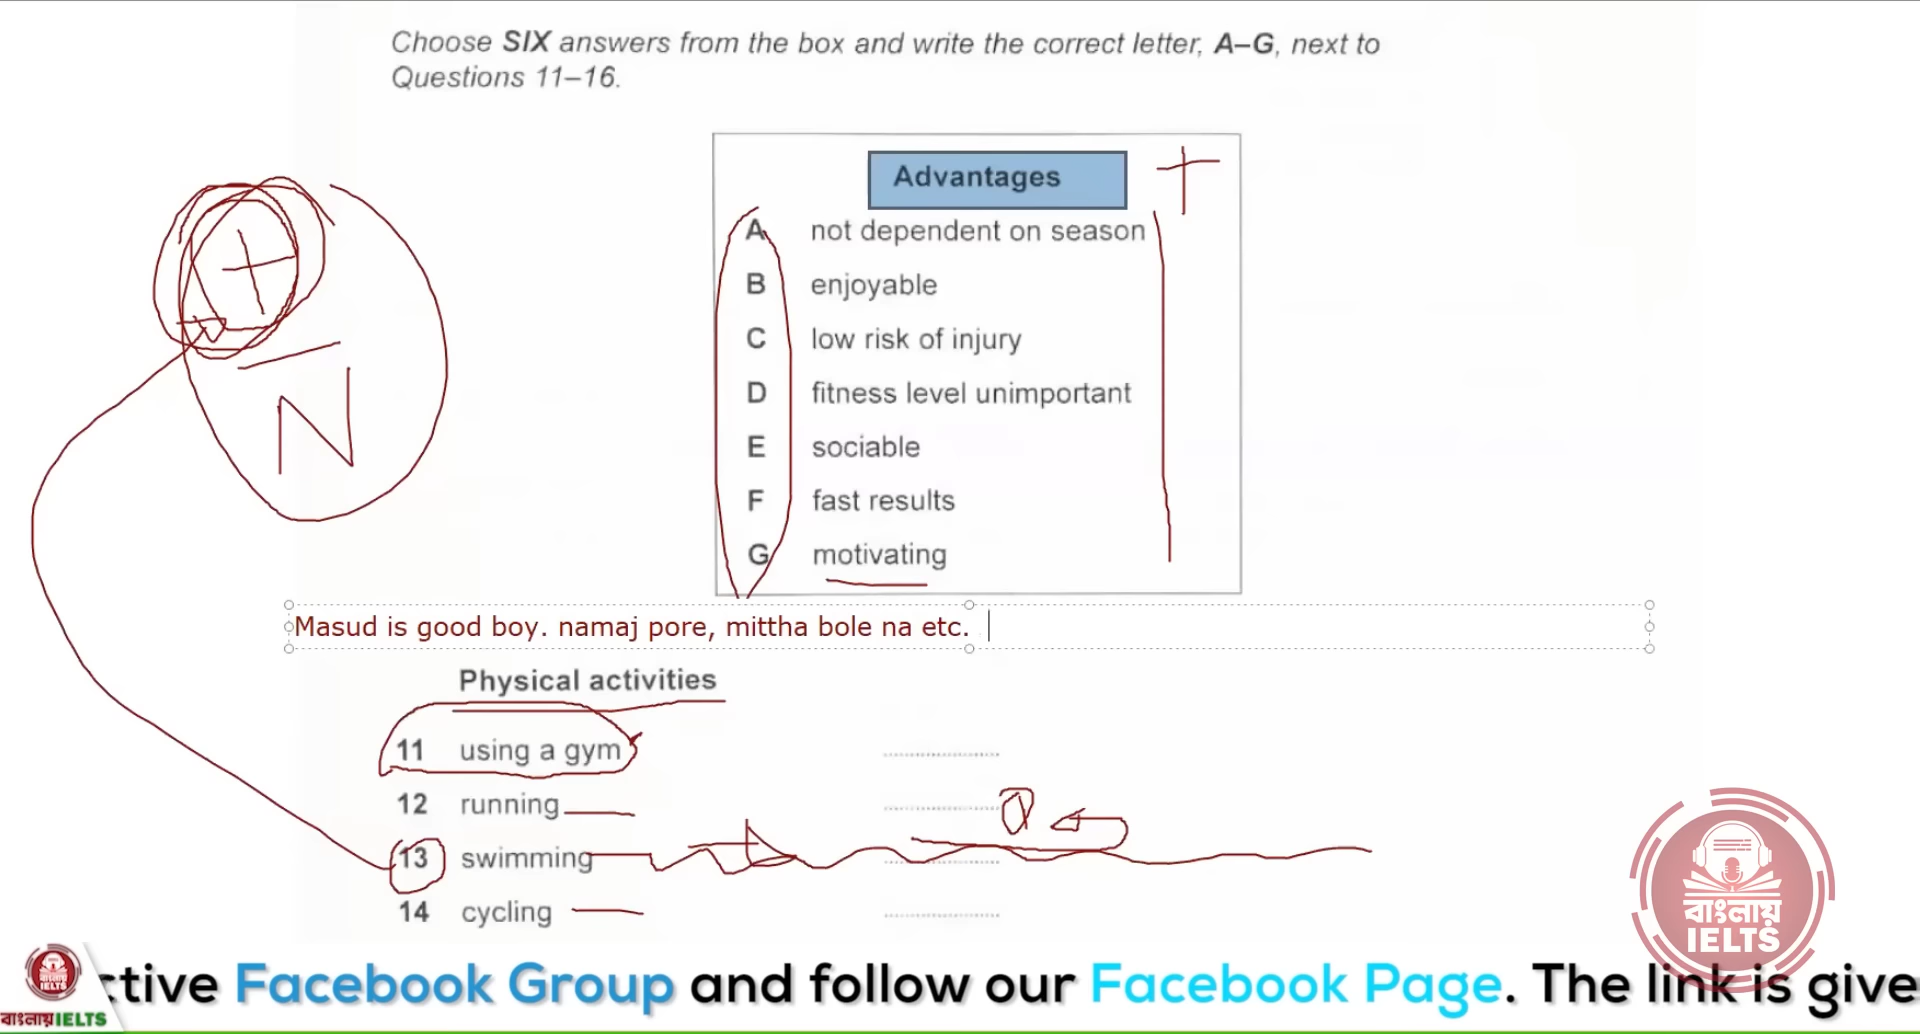 Choose SIX answers from the box and write the correct letter, A–G, next to
Questions 11–16.
Advantages
A not dependent on season
B enjoyable
C low risk of injury
D fitness level unimportant
E sociable
F fast results
G motivating
Masud is good boy. namaj pore, mittha bole na etc.
Physical activities
11 using a gym
12 running
13 swimming
14 cycling
N
বাংলায়
IELTS
ctive Facebook Group and follow our Facebook Page. The link is give
বাংলায় IELTS